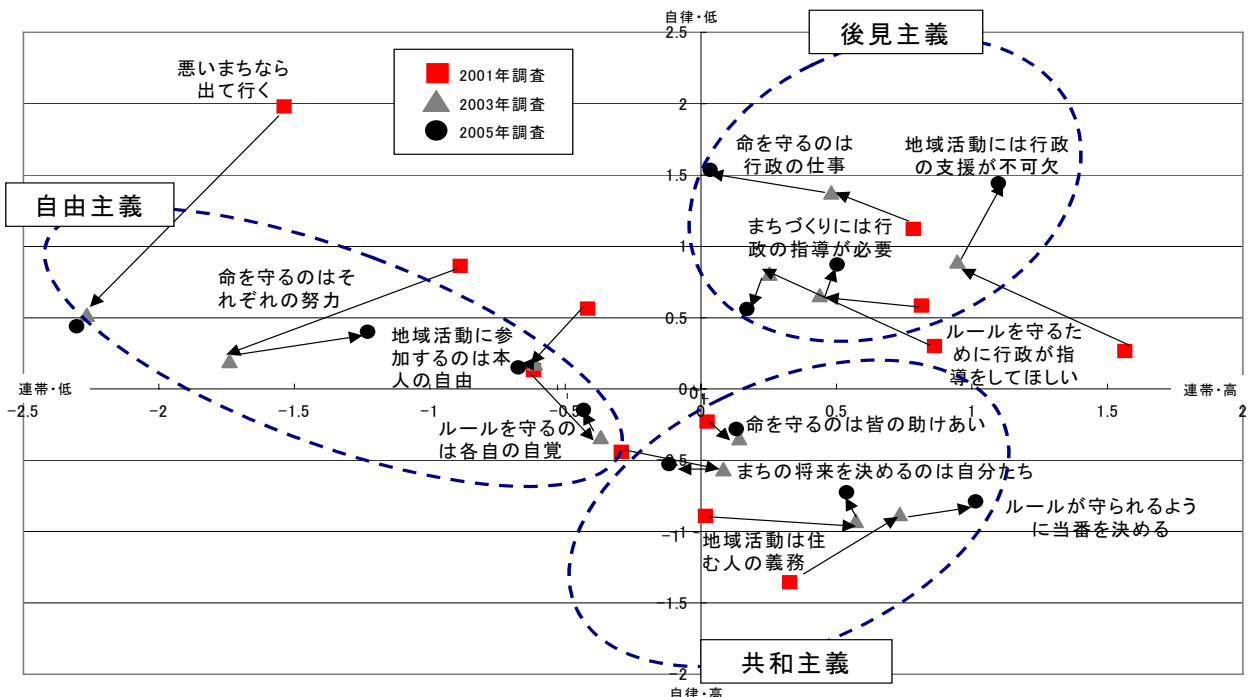 自律・低
2.5
後見主義
悪いまちなら
出て行く
2001年調査
2003年調査
2005年調査
2
命を守るのは
行政の仕事
地域活動には行政
の支援が不可欠
1.5
自由主義
まちづくりには行
政の指導が必要
1
命を守るのはそ
れぞれの努力
0.5
地域活動に参
加するのは本
人の自由
ルールを守るた
めに行政が指
導をしてほしい
連帯・低
0
連帯・高
-2.5
-2
-1.5
-1
-0.5
0
0.5
1
1.5
2
ルールを守るの
は各自の自覚
命を守るのは皆の助けあい
-0.5
まちの将来を決めるのは自分たち
ルールが守られるよう
に当番を決める
-1
地域活動は住
む人の義務
-1.5
共和主義
-2
自律・高